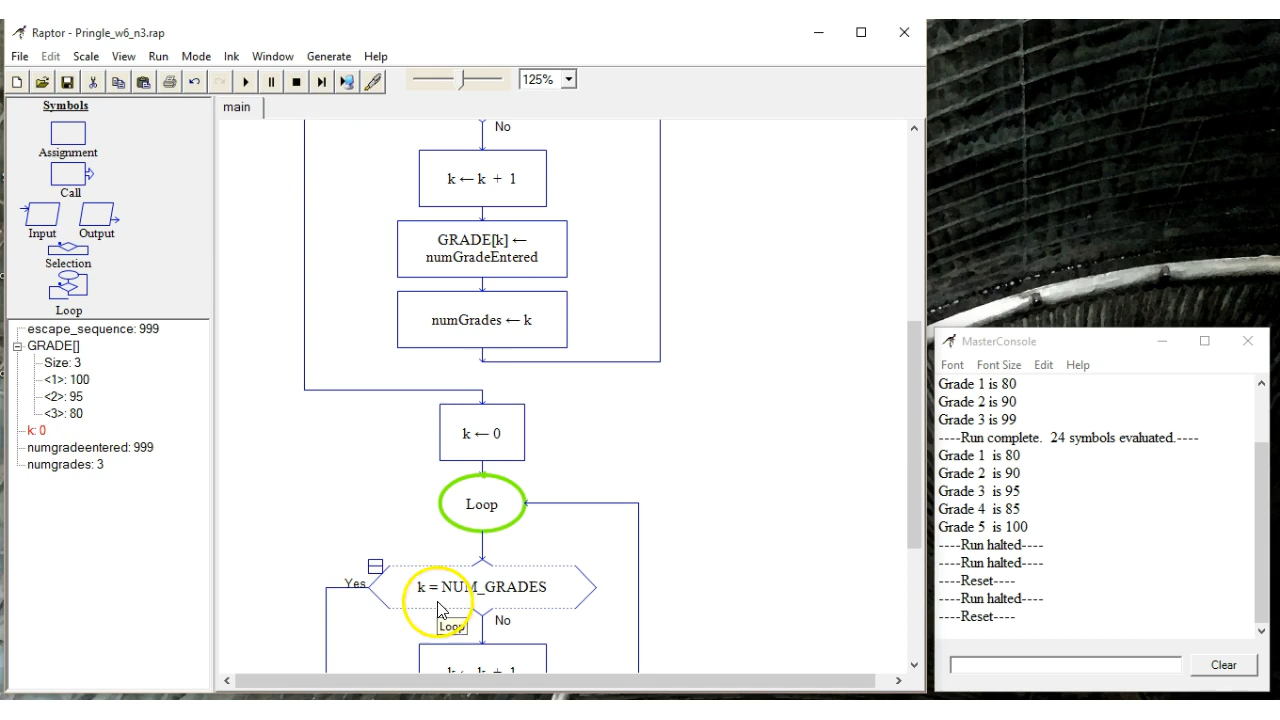 Raptor - Pringle_w6_n3.rap
File Edit Scale View Run Mode Ink Window Generate Help
125%
Symbols
Assignment
Call
Input Output
Selection
Loop
escape_sequence: 999
GRADE[]
Size: 3
<1>: 100
<2>: 95
<3>: 80
k: 0
numgradeentered: 999
numgrades: 3
main
No
k ← k + 1
GRADE[k] ←
numGradeEntered
numGrades ← k
k ← 0
Loop
Yes
k = NUM_GRADES
Loop
No
k ← k + 1
MasterConsole
Font Font Size Edit Help
Grade 1 is 80
Grade 2 is 90
Grade 3 is 99
----Run complete. 24 symbols evaluated.----
Grade 1 is 80
Grade 2 is 90
Grade 3 is 95
Grade 4 is 85
Grade 5 is 100
----Run halted----
----Run halted----
----Reset----
----Run halted----
----Reset----
Clear